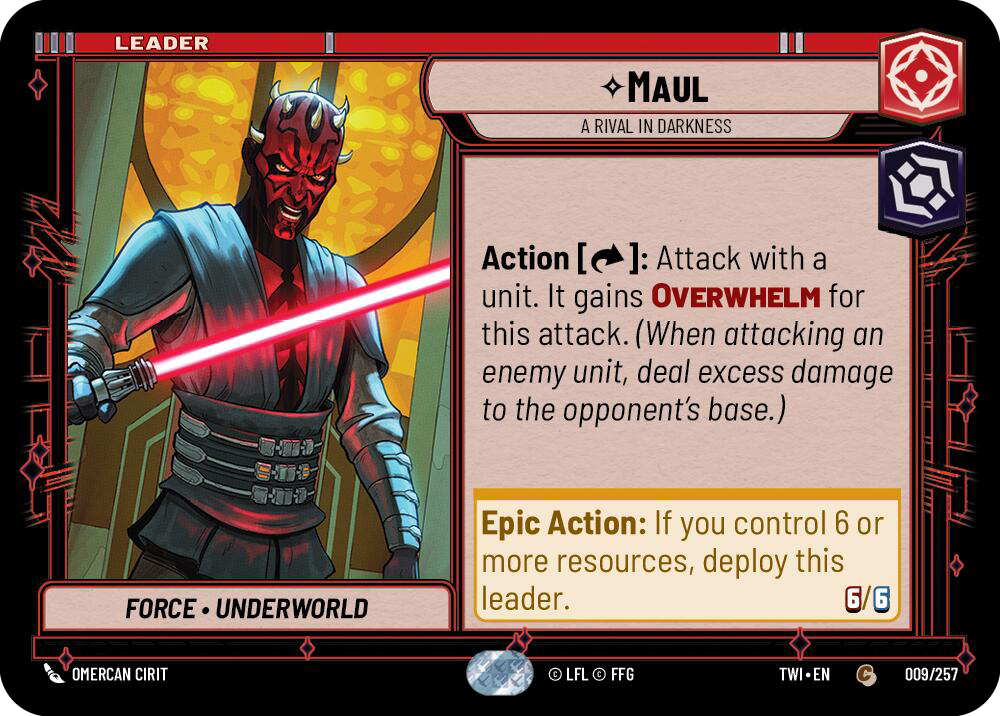 LEADER
MAUL
A RIVAL IN DARKNESS
Action [ ]: Attack with a
unit. It gains OVERWHELM for
this attack. (When attacking an
enemy unit, deal excess damage
to the opponent's base.)
Epic Action: If you control 6 or
more resources, deploy this
leader.
6/6
FORCE • UNDERWORLD
OMERCAN CIRIT
© LFL © FFG
TWI • EN
C
009/257